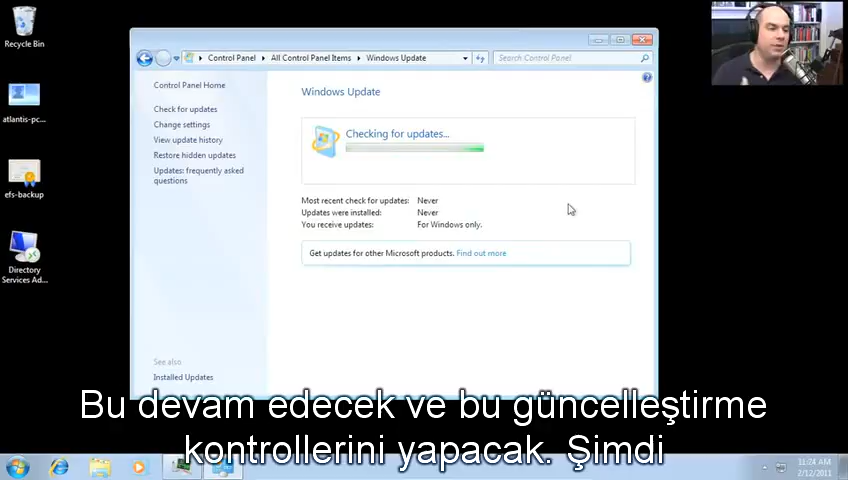 Recycle Bin
atlantis-pc...
efs-backup
Directory
Services Ad...
Control Panel
All Control Panel Items
Windows Update
Search Control Panel
Control Panel Home
Check for updates
Change settings
View update history
Restore hidden updates
Updates: frequently asked
questions
See also
Installed Updates
Windows Update
Checking for updates...
Most recent check for updates: Never
Updates were installed: Never
You receive updates: For Windows only.
Get updates for other Microsoft products. Find out more
Bu devam edecek ve bu güncelleştirme
kontrollerini yapacak. Şimdi
11:24 AM
2/12/2011